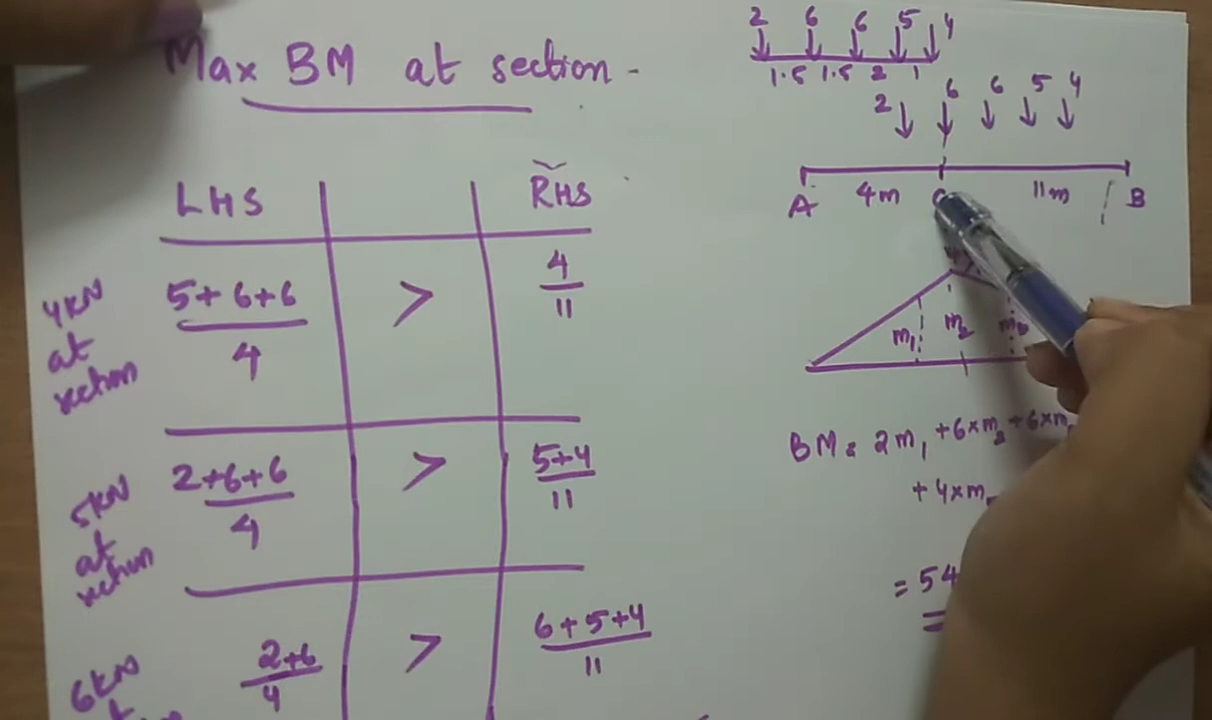 Max BM at section -
LHS
RHS
4KN at section
5+6+6
4
>
4
11
5KN at section
2+6+6
4
>
5+4
11
6KN
2+6
4
>
6+5+4
11
2 6 6 5 4
1.5 1.5 2 1
2 6 6 5 4
A 4m 11m B
m1 m2
BM = 2m1 +6×m2 +6×m
+ 4×m
= 54